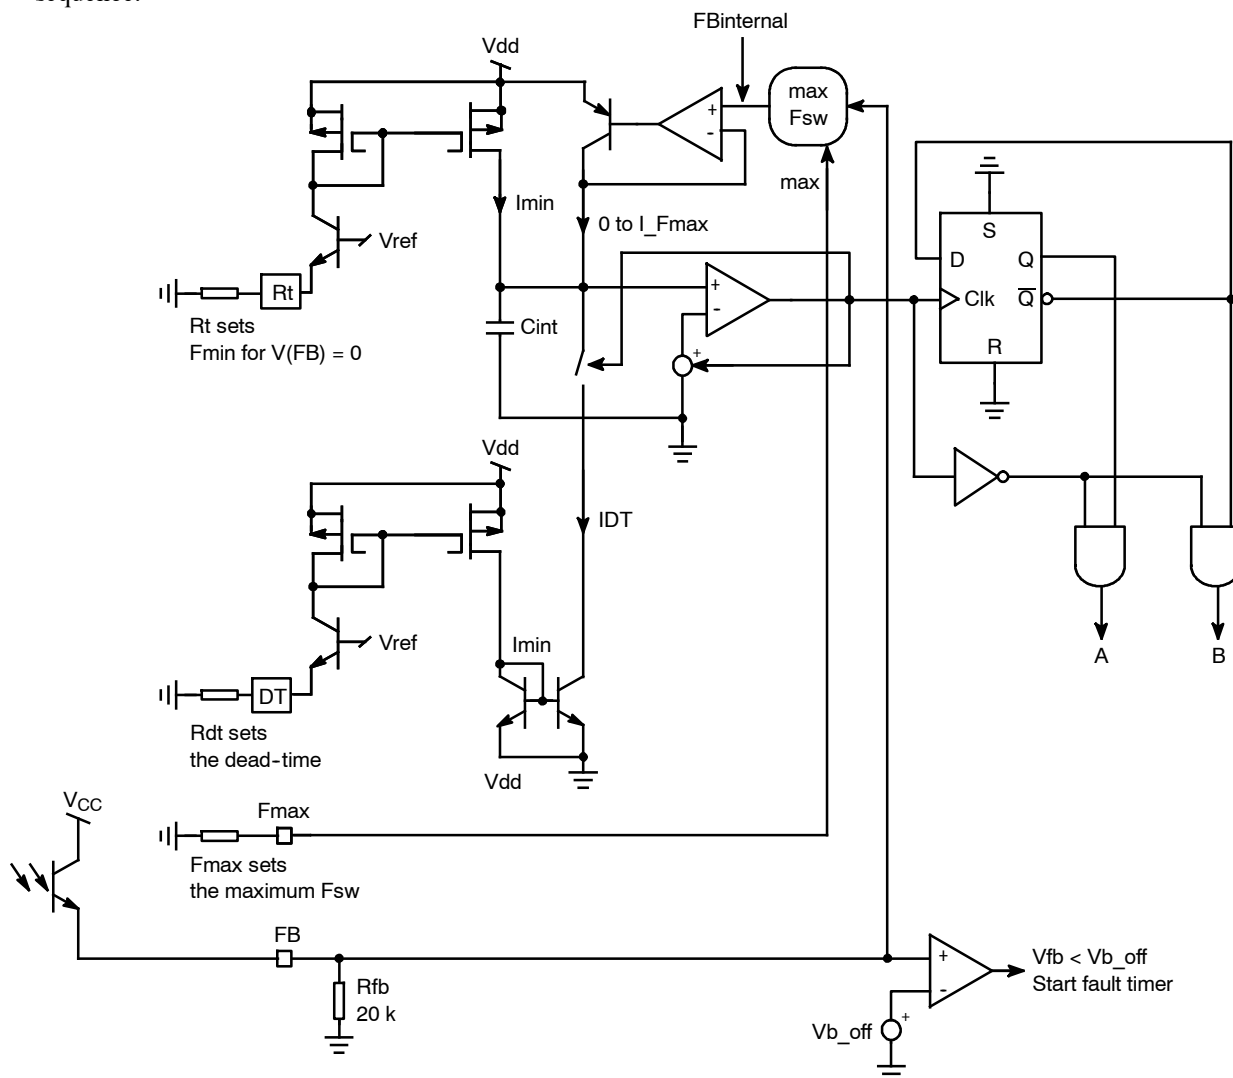 sequence.
FBinternal
Vdd
max
Fsw
+
-
max
Imin
0 to I_Fmax
Vref
S
D
Q
Rt
Clk
Q
+
-
Cint
Rt sets
Fmin for V(FB) = 0
+
R
Vdd
IDT
Vref
Imin
A
B
DT
Rdt sets
the dead-time
Vdd
VCC
Fmax
Fmax sets
the maximum Fsw
FB
+
-
Vfb < Vb_off
Start fault timer
Rfb
20 k
+
Vb_off